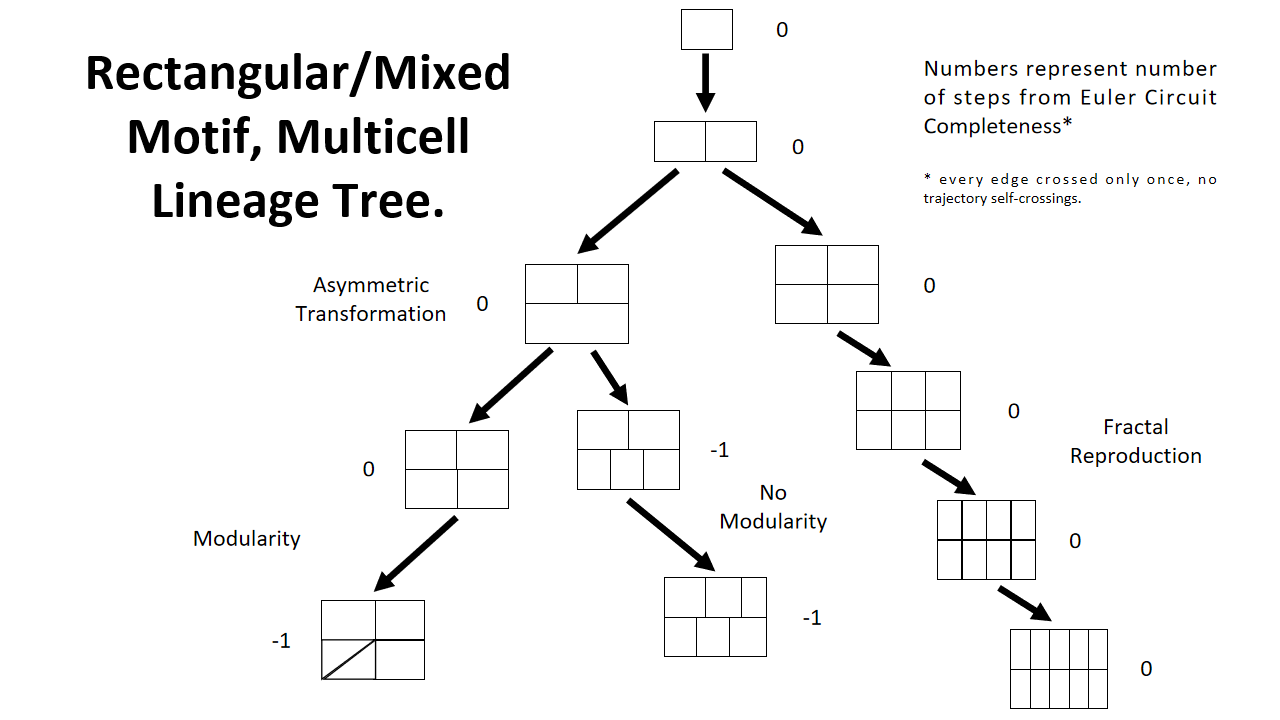 Rectangular/Mixed
Motif, Multicell
Lineage Tree.
0
Numbers represent number
of steps from Euler Circuit
Completeness*
* every edge crossed only once, no
trajectory self-crossings.
0
Asymmetric
Transformation
0
0
0
-1
0
Fractal
Reproduction
No
Modularity
Modularity
0
-1
-1
0